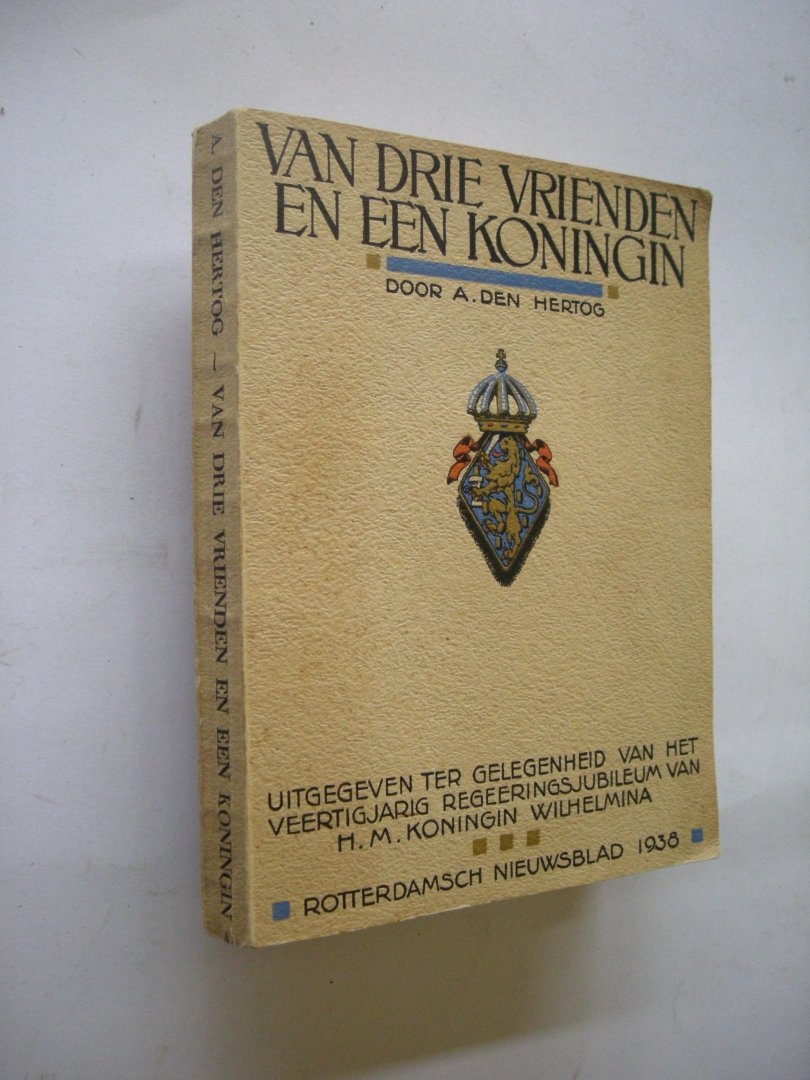 VAN DRIE VRIENDEN
EN EEN KONINGIN
DOOR A. DEN HERTOG
UITGEGEVEN TER GELEGENHEID VAN HET
VEERTIGJARIG REGEERINGSJUBILEUM VAN
H. M. KONINGIN WILHELMINA
ROTTERDAMSCH NIEUWSBLAD 1938
A. DEN HERTOG — VAN DRIE VRIENDEN EN EEN KONINGIN